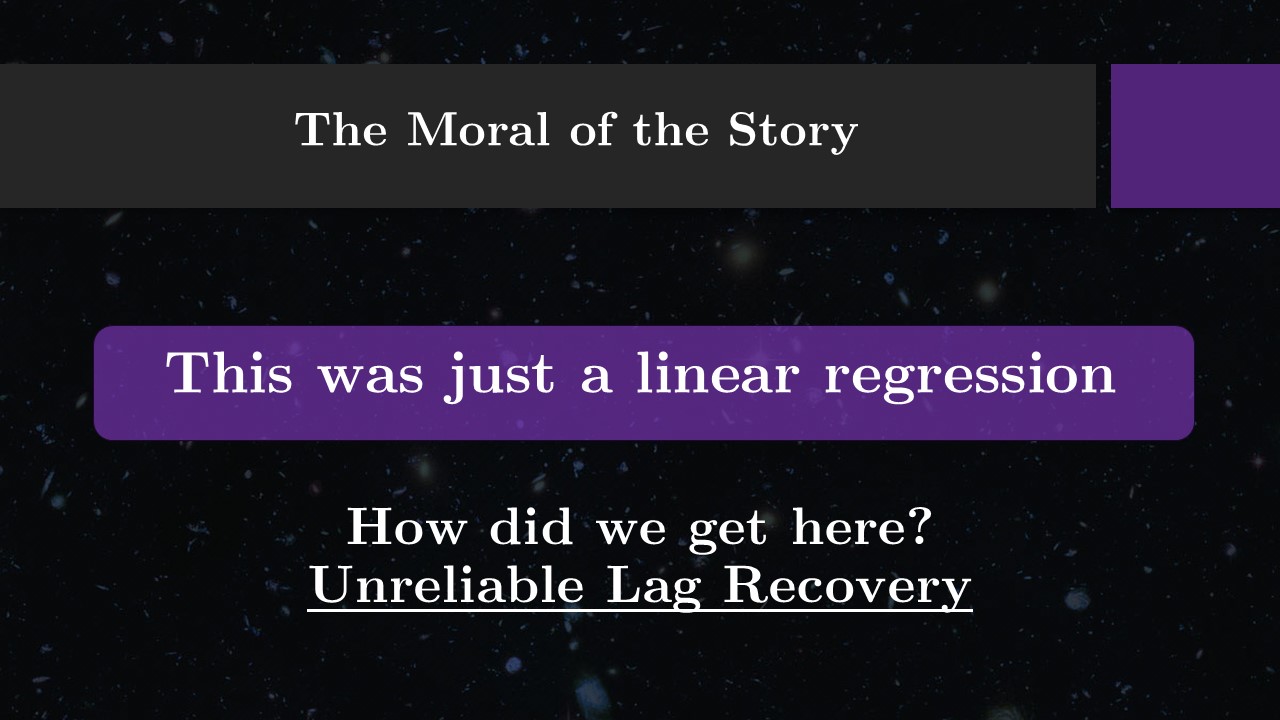 The Moral of the Story
This was just a linear regression
How did we get here?
Unreliable Lag Recovery